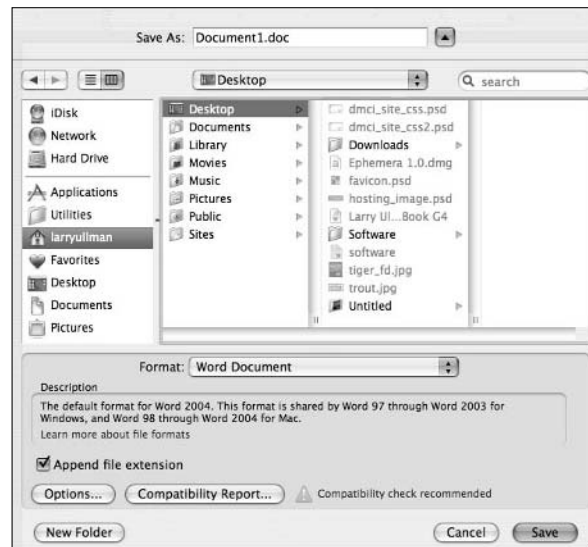 Save As: Document1.doc
Desktop
search
iDisk
Network
Hard Drive
Applications
Utilities
larryullman
Favorites
Desktop
Documents
Pictures
Desktop
Documents
Library
Movies
Music
Pictures
Public
Sites
dmci_site_css.psd
dmci_site_css2.psd
Downloads
Ephemera 1.0.dmg
favicon.psd
hosting_image.psd
Larry Ul...Book G4
Software
software
tiger_fd.jpg
trout.jpg
Untitled
Format: Word Document
Description
The default format for Word 2004. This format is shared by Word 97 through Word 2003 for
Windows, and Word 98 through Word 2004 for Mac.
Learn more about file formats
Append file extension
Options...
Compatibility Report...
Compatibility check recommended
New Folder
Cancel
Save